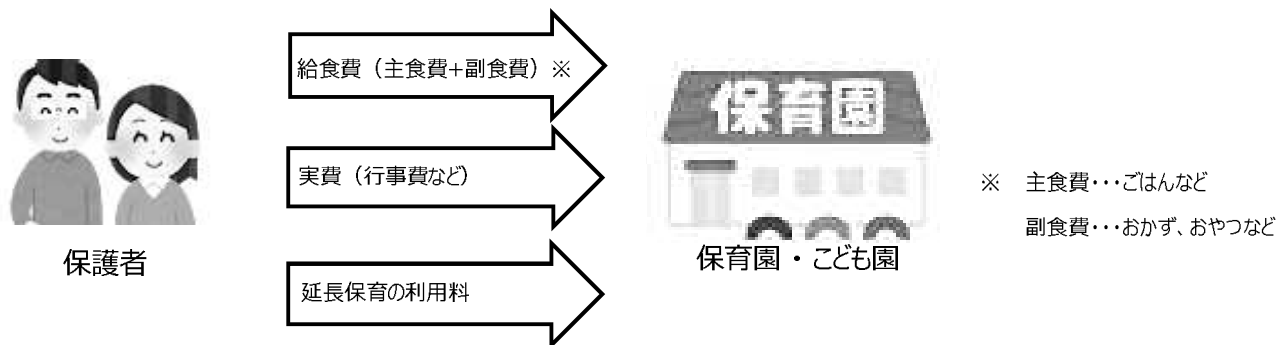 給食費（主食費+副食費）※
実費（行事費など）
延長保育の利用料
保護者
保育園
保育園・こども園
※　主食費・・・ごはんなど
副食費・・・おかず、おやつなど